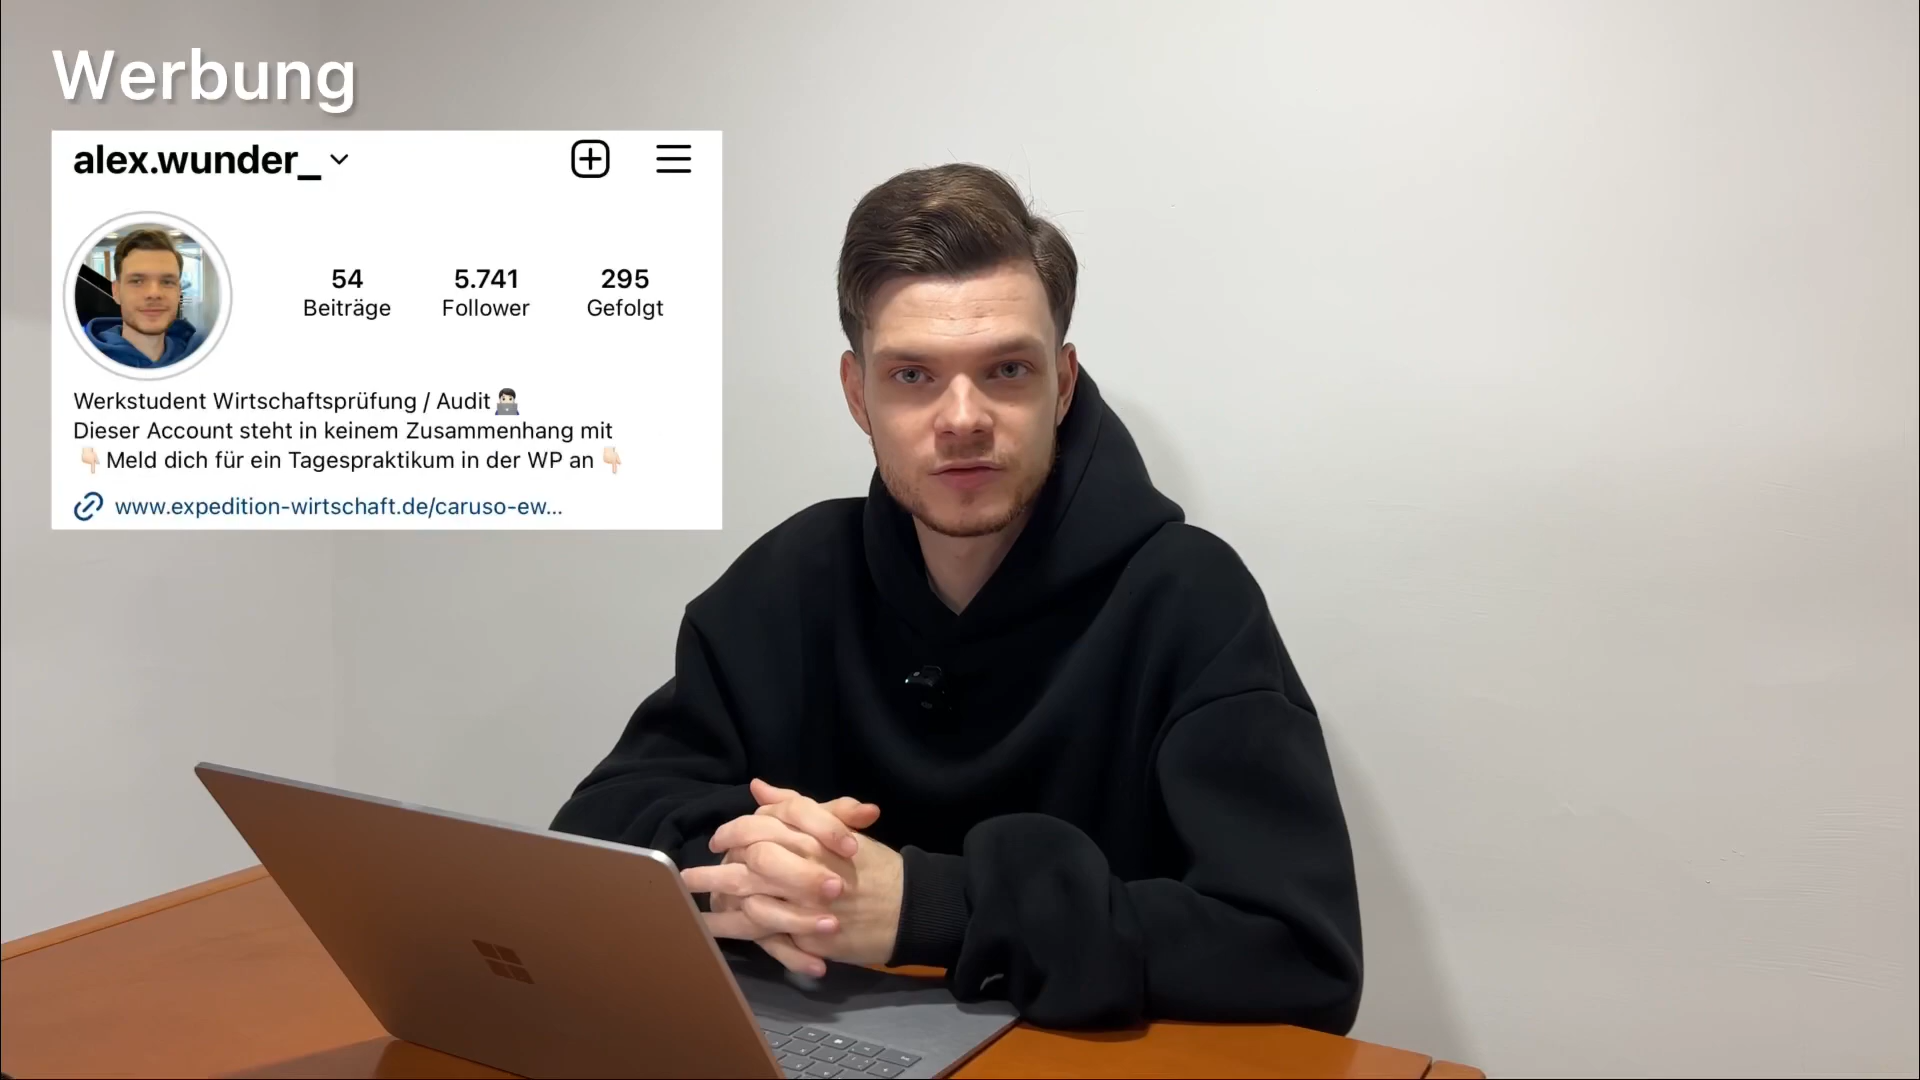 Werbung
alex.wunder_
54 5.741 295
Beiträge Follower Gefolgt
Werkstudent Wirtschaftsprüfung / Audit
Dieser Account steht in keinem Zusammenhang mit
Meld dich für ein Tagespraktikum in der WP an
www.expedition-wirtschaft.de/caruso-ew...